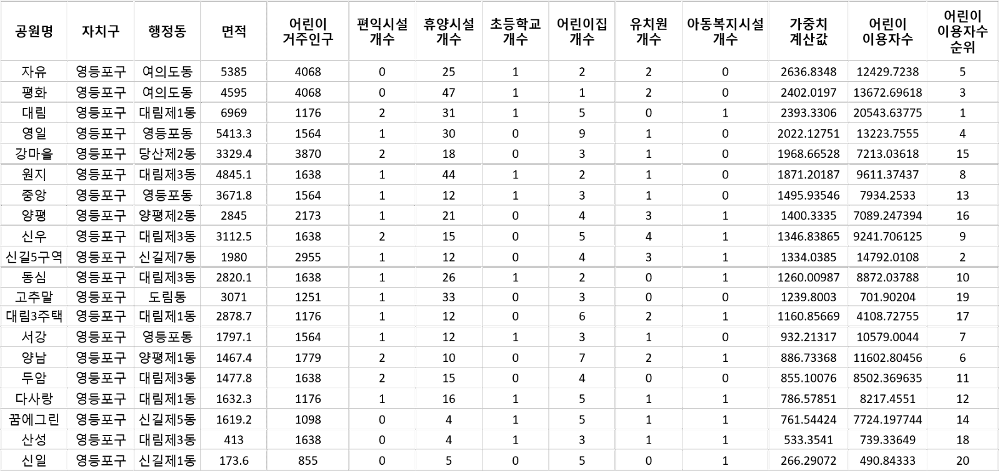 공원명 자치구 행정동 면적 어린이 거주인구 편익시설 개수 휴양시설 개수 초등학교 개수 어린이집 개수 유치원 개수 아동복지시설 개수 가중치 계산값 어린이 이용자수 어린이 이용자수 순위
자유 영등포구 여의도동 5385 4068 0 25 1 2 2 0 2636.8348 12429.7238 5
평화 영등포구 여의도동 4595 4068 0 47 1 1 2 0 2402.0197 13672.69618 3
대림 영등포구 대림제1동 6969 1176 2 31 1 5 0 1 2393.3306 20543.63775 1
영일 영등포구 영등포동 5413.3 1564 1 30 0 9 1 0 2022.12751 13223.7555 4
강마을 영등포구 당산제2동 3329.4 3870 2 18 0 3 1 0 1968.66528 7213.03618 15
원지 영등포구 대림제3동 4845.1 1638 1 44 1 2 1 0 1871.20187 9611.37437 8
중앙 영등포구 영등포동 3671.8 1564 1 12 1 3 1 0 1495.93546 7934.2533 13
양평 영등포구 양평제2동 2845 2173 1 21 0 4 3 1 1400.3335 7089.247394 16
신우 영등포구 대림제3동 3112.5 1638 2 15 0 5 4 1 1346.83865 9241.706125 9
신길5구역 영등포구 신길제7동 1980 2955 1 12 0 4 3 1 1334.0385 14792.0108 2
동심 영등포구 대림제3동 2820.1 1638 1 26 1 2 0 1 1260.00987 8872.03788 10
고추말 영등포구 도림동 3071 1251 1 33 0 3 0 0 1239.8003 701.90204 19
대림3주택 영등포구 대림제1동 2878.7 1176 1 12 0 6 2 1 1160.85669 4108.72755 17
서강 영등포구 영등포동 1797.1 1564 1 12 1 3 1 0 932.21317 10579.0044 7
양남 영등포구 양평제1동 1467.4 1779 2 10 0 7 2 1 886.73368 11602.80456 6
두암 영등포구 대림제3동 1477.8 1638 2 15 0 4 0 0 855.10076 8502.369635 11
다사랑 영등포구 대림제1동 1632.3 1176 1 16 1 5 1 1 786.57851 8217.4551 12
꿈에그린 영등포구 신길제5동 1619.2 1098 0 4 1 5 1 1 761.54424 7724.197744 14
산성 영등포구 대림제3동 413 1638 0 4 1 3 1 1 533.3541 739.33649 18
신일 영등포구 신길제1동 173.6 855 0 5 0 5 0 1 266.29072 490.84333 20